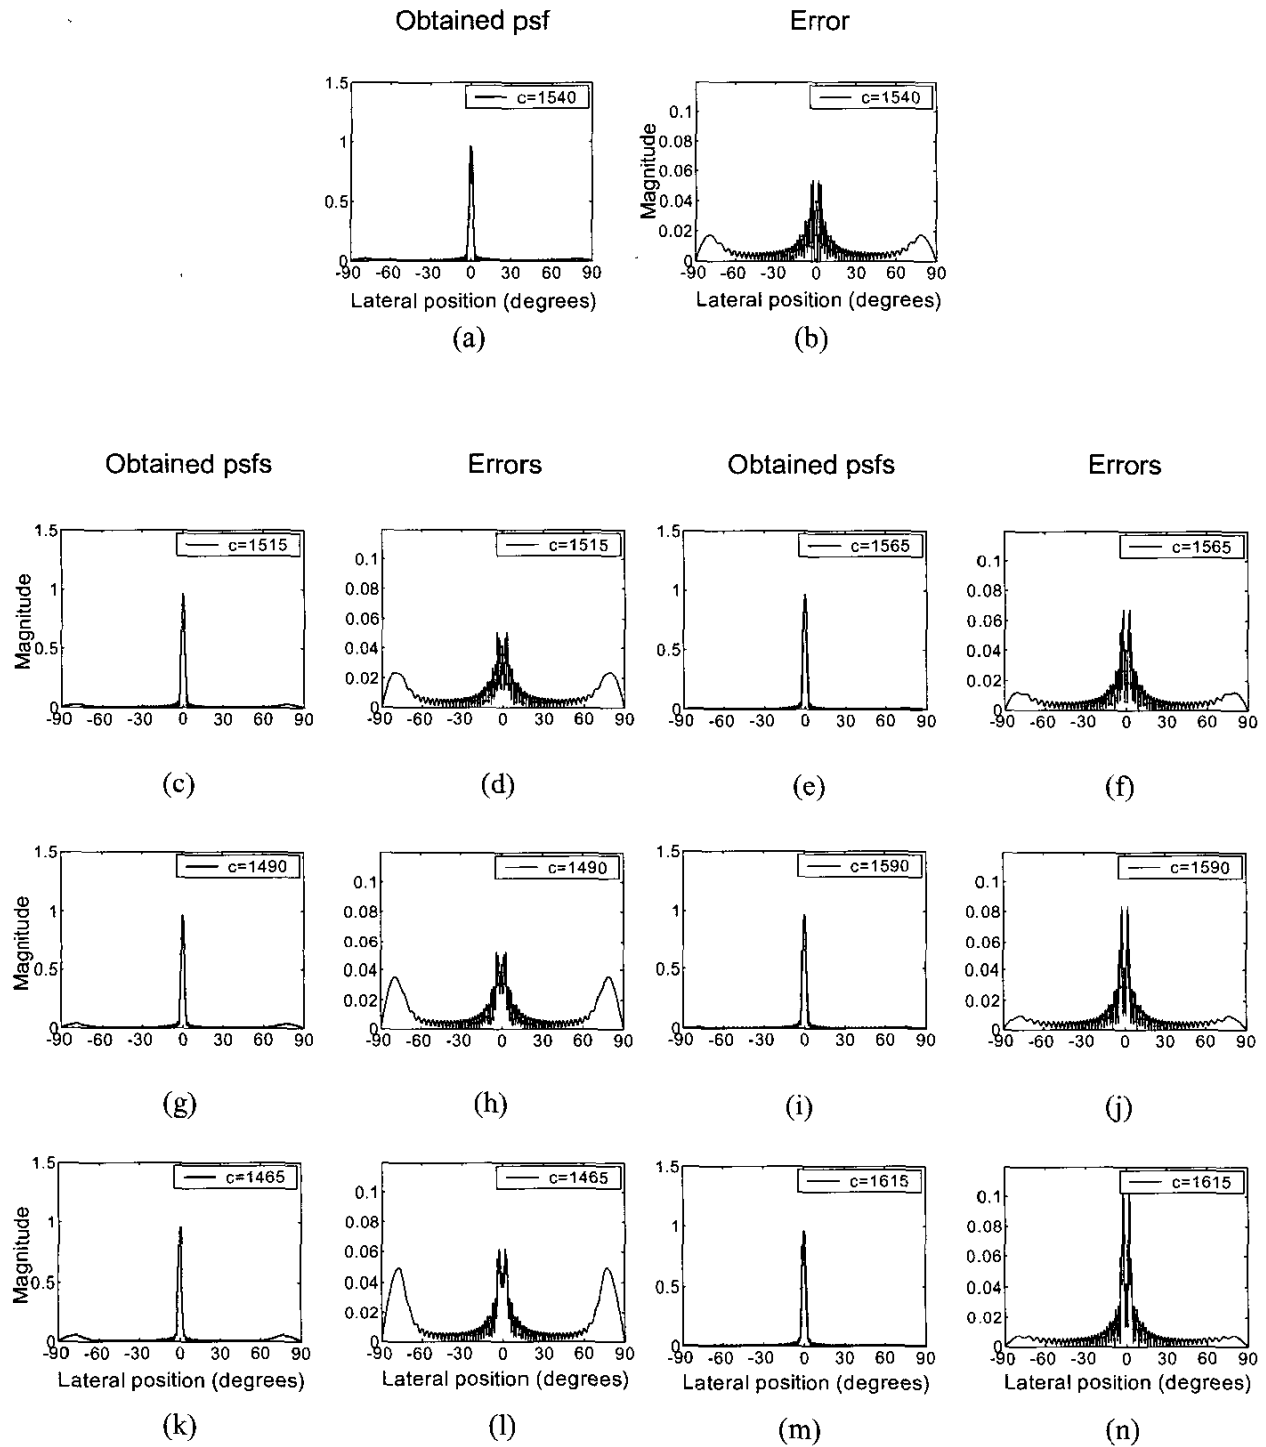 Obtained psf
Error
1.5
1
0.5
0
c=1540
-90 -60 -30 0 30 60 90
Lateral position (degrees)
(a)
Magnitude
0.1
0.08
0.06
0.04
0.02
0
c=1540
-90 -60 -30 0 30 60 90
Lateral position (degrees)
(b)
Obtained psfs
Errors
Obtained psfs
Errors
Magnitude
1.5
1
0.5
0
c=1515
-90 -60 -30 0 30 60 90
(c)
0.1
0.08
0.06
0.04
0.02
0
c=1515
-90 -60 -30 0 30 60 90
(d)
1.5
1
0.5
0
c=1565
-90 -60 -30 0 30 60 90
(e)
0.1
0.08
0.06
0.04
0.02
0
c=1565
-90 -60 -30 0 30 60 90
(f)
Magnitude
1.5
1
0.5
0
c=1490
-90 -60 -30 0 30 60 90
(g)
0.1
0.08
0.06
0.04
0.02
0
c=1490
-90 -60 -30 0 30 60 90
(h)
1.5
1
0.5
0
c=1590
-90 -60 -30 0 30 60 90
(i)
0.1
0.08
0.06
0.04
0.02
0
c=1590
-90 -60 -30 0 30 60 90
(j)
Magnitude
1.5
1
0.5
0
c=1465
-90 -60 -30 0 30 60 90
Lateral position (degrees)
(k)
0.1
0.08
0.06
0.04
0.02
0
c=1465
-90 -60 -30 0 30 60 90
Lateral position (degrees)
(l)
1.5
1
0.5
0
c=1615
-90 -60 -30 0 30 60 90
Lateral position (degrees)
(m)
0.1
0.08
0.06
0.04
0.02
0
c=1615
-90 -60 -30 0 30 60 90
Lateral position (degrees)
(n)